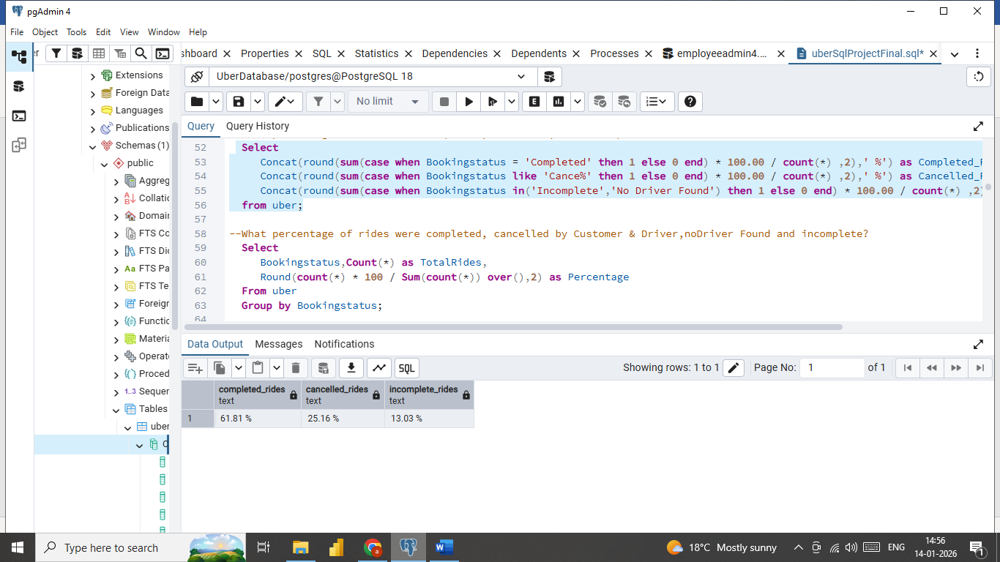 pgAdmin 4
File Object Tools Edit View Window Help
er
shboard Properties SQL Statistics Dependencies Dependents Processes employeeadmin4.... uberSqlProjectFinal.sql*
Extensions
Foreign Data
Languages
Publications
Schemas (1)
public
Aggreg
Collatic
Domain
FTS Co
FTS Dic
Aa FTS Pa
FTS Te
Foreign
Functic
Materia
Operat
Proced
1..3 Sequer
Tables
uber
C
UberDatabase/postgres@PostgreSQL 18
No limit
E
Query Query History
52 Select
53 Concat(round(sum(case when Bookingstatus = 'Completed' then 1 else 0 end) * 100.00 / count(*) ,2),' %') as Completed_R
54 Concat(round(sum(case when Bookingstatus like 'Cance%' then 1 else 0 end) * 100.00 / count(*) ,2),' %') as Cancelled_R
55 Concat(round(sum(case when Bookingstatus in('Incomplete','No Driver Found') then 1 else 0 end) * 100.00 / count(*) ,2)
56 from uber;
57
58 --What percentage of rides were completed, cancelled by Customer & Driver,noDriver Found and incomplete?
59 Select
60 Bookingstatus,Count(*) as TotalRides,
61 Round(count(*) * 100 / Sum(count(*)) over(),2) as Percentage
62 From uber
63 Group by Bookingstatus;
64
Data Output Messages Notifications
SQL
Showing rows: 1 to 1 Page No: 1 of 1
completed_rides cancelled_rides incomplete_rides
text text text
1 61.81 % 25.16 % 13.03 %
Type here to search
18°C Mostly sunny
ENG
14:56
14-01-2026
1